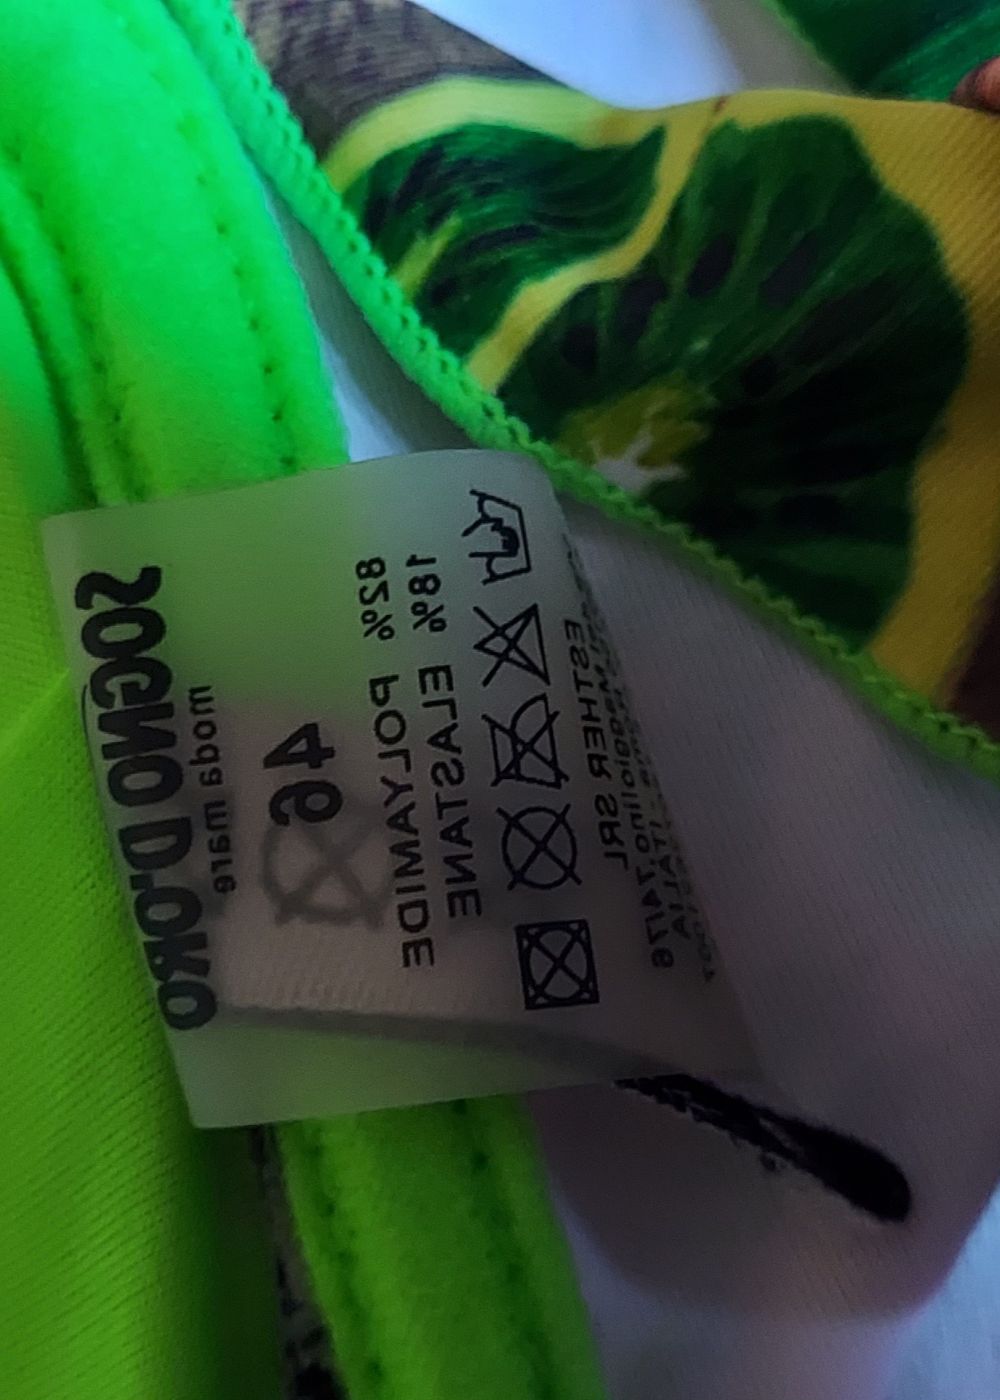 SOGNO D'ORO
moda mare
46
82% POLYAMIDE
18% ELASTANE
ESTHER SRL